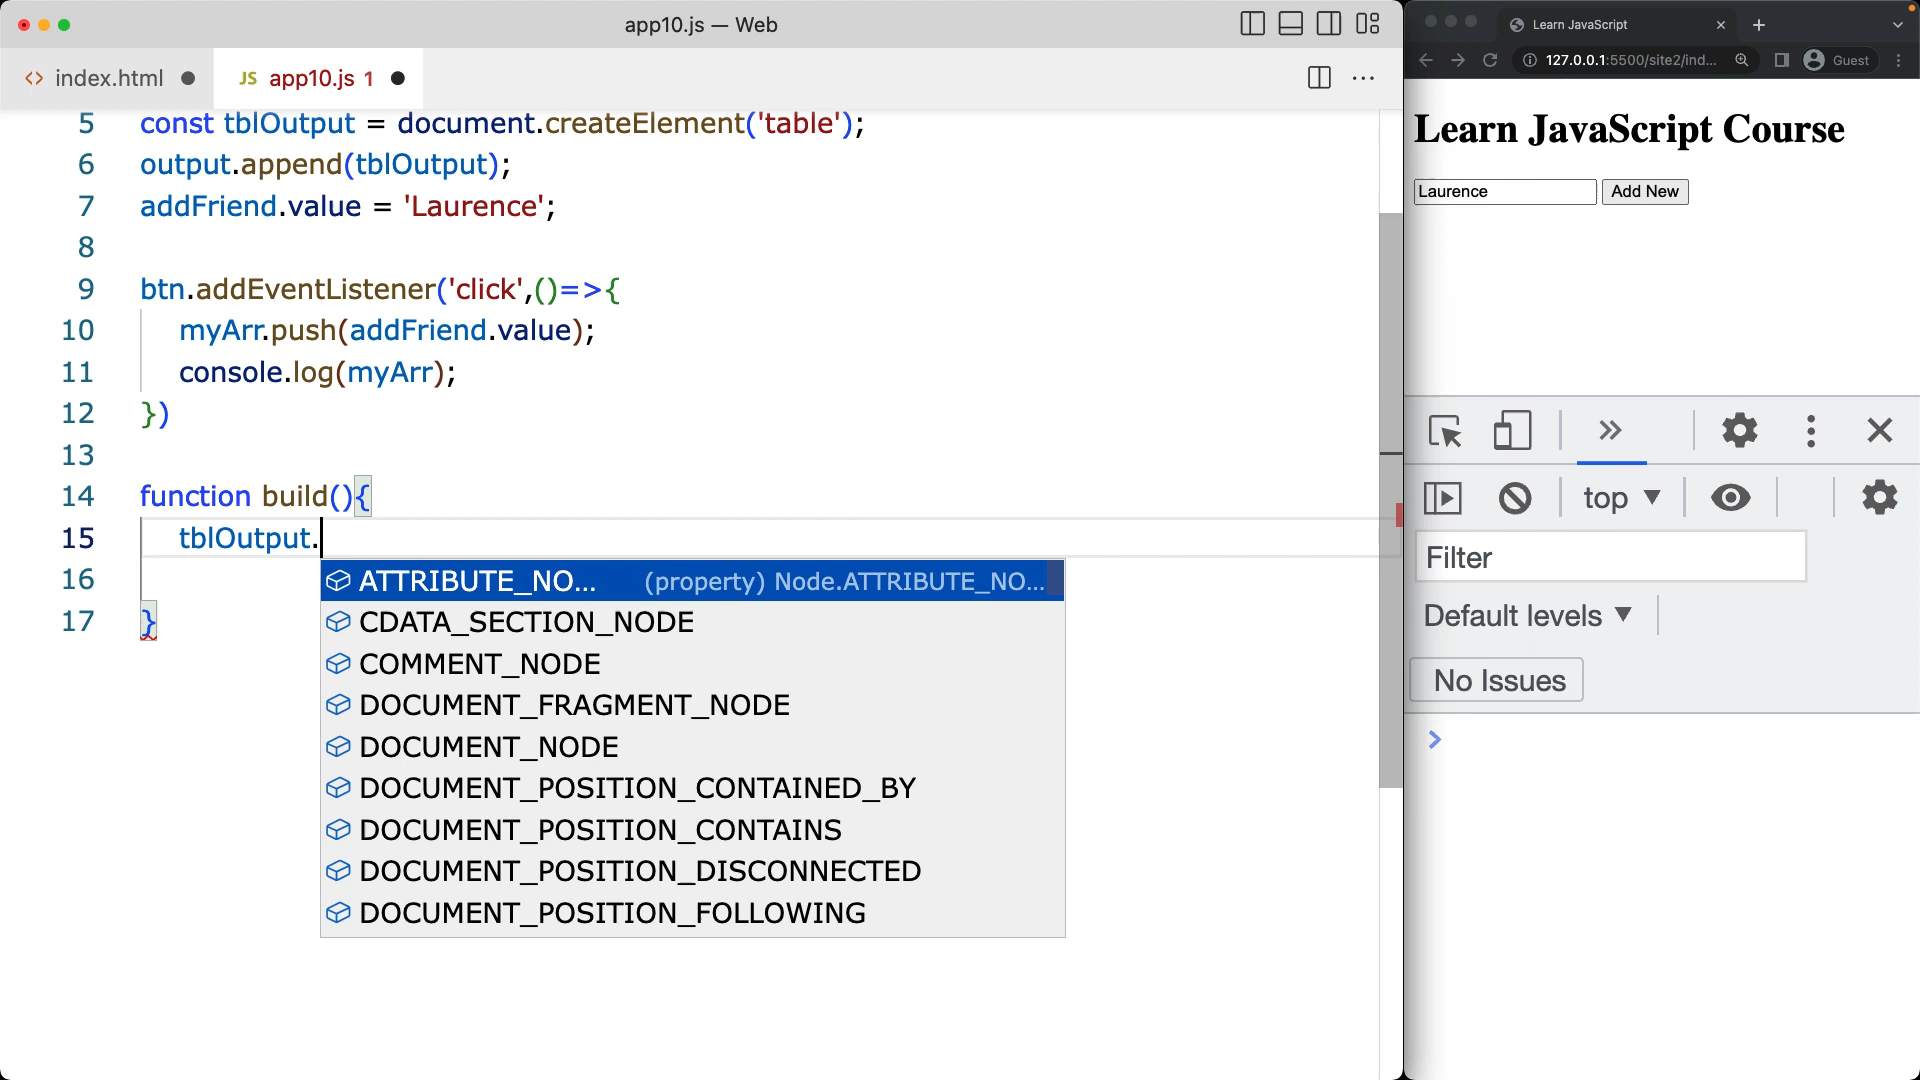 app10.js — Web
index.html
JS app10.js 1
5 const tblOutput = document.createElement('table');
6 output.append(tblOutput);
7 addFriend.value = 'Laurence';
8
9 btn.addEventListener('click',()=>{
10 myArr.push(addFriend.value);
11 console.log(myArr);
12 })
13
14 function build(){
15 tblOutput.
16
17 }
ATTRIBUTE_NO... (property) Node.ATTRIBUTE_NO...
CDATA_SECTION_NODE
COMMENT_NODE
DOCUMENT_FRAGMENT_NODE
DOCUMENT_NODE
DOCUMENT_POSITION_CONTAINED_BY
DOCUMENT_POSITION_CONTAINS
DOCUMENT_POSITION_DISCONNECTED
DOCUMENT_POSITION_FOLLOWING
Learn JavaScript
127.0.0.1:5500/site2/ind...
Guest
Learn JavaScript Course
Laurence Add New
top
Filter
Default levels
No Issues